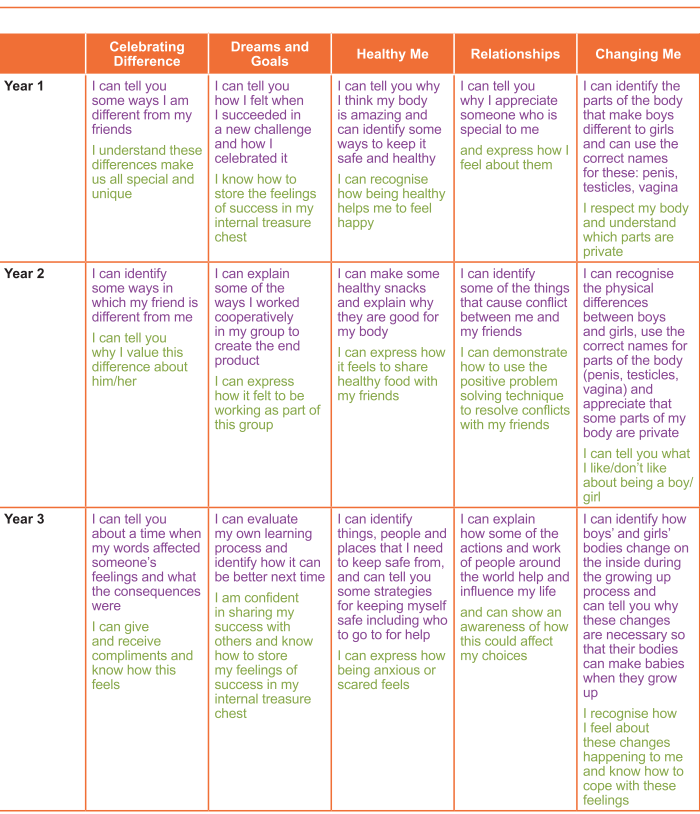 Celebrating
Difference
Dreams and
Goals
Healthy Me
Relationships
Changing Me
Year 1
I can tell you
some ways I am
different from my
friends
I understand these
differences make
us all special and
unique
I can tell you
how I felt when
I succeeded in
a new challenge
and how I
celebrated it
I know how to
store the feelings
of success in my
internal treasure
chest
I can tell you why
I think my body
is amazing and
can identify some
ways to keep it
safe and healthy
I can recognise
how being healthy
helps me to feel
happy
I can tell you
why I appreciate
someone who is
special to me
and express how I
feel about them
I can identify the
parts of the body
that make boys
different to girls
and can use the
correct names
for these: penis,
testicles, vagina
I respect my body
and understand
which parts are
private
Year 2
I can identify
some ways in
which my friend is
different from me
I can tell you
why I value this
difference about
him/her
I can explain
some of the
ways I worked
cooperatively
in my group to
create the end
product
I can express
how it felt to be
working as part of
this group
I can make some
healthy snacks
and explain why
they are good for
my body
I can express how
it feels to share
healthy food with
my friends
I can identify
some of the things
that cause conflict
between me and
my friends
I can demonstrate
how to use the
positive problem
solving technique
to resolve conflicts
with my friends
I can recognise
the physical
differences
between boys
and girls, use the
correct names for
parts of the body
(penis, testicles,
vagina) and
appreciate that
some parts of my
body are private
I can tell you what
I like/don't like
about being a boy/
girl
Year 3
I can tell you
about a time when
my words affected
someone's
feelings and what
the consequences
were
I can give
and receive
compliments and
know how this
feels
I can evaluate
my own learning
process and
identify how it can
be better next time
I am confident
in sharing my
success with
others and know
how to store
my feelings of
success in my
internal treasure
chest
I can identify
things, people and
places that I need
to keep safe from,
and can tell you
some strategies
for keeping myself
safe including who
to go to for help
I can express how
being anxious or
scared feels
I can explain
how some of the
actions and work
of people around
the world help and
influence my life
and can show an
awareness of how
this could affect
my choices
I can identify how
boys' and girls'
bodies change on
the inside during
the growing up
process and
can tell you why
these changes
are necessary so
that their bodies
can make babies
when they grow
up
I recognise how
I feel about
these changes
happening to me
and know how to
cope with these
feelings